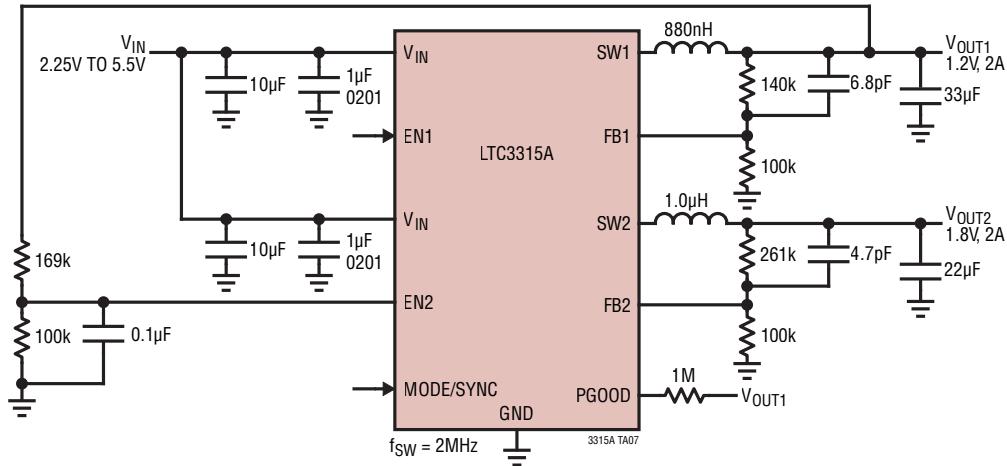 880nH
V_IN
2.25V TO 5.5V
V_IN
SW1
V_OUT1
1.2V, 2A
10µF
1µF
0201
140k
6.8pF
33µF
EN1
FB1
LTC3315A
100k
1.0µH
V_IN
SW2
V_OUT2
1.8V, 2A
169k
10µF
1µF
0201
261k
4.7pF
22µF
EN2
FB2
100k
0.1µF
100k
1M
MODE/SYNC
PGOOD
V_OUT1
GND
f_SW = 2MHz
3315A TA07